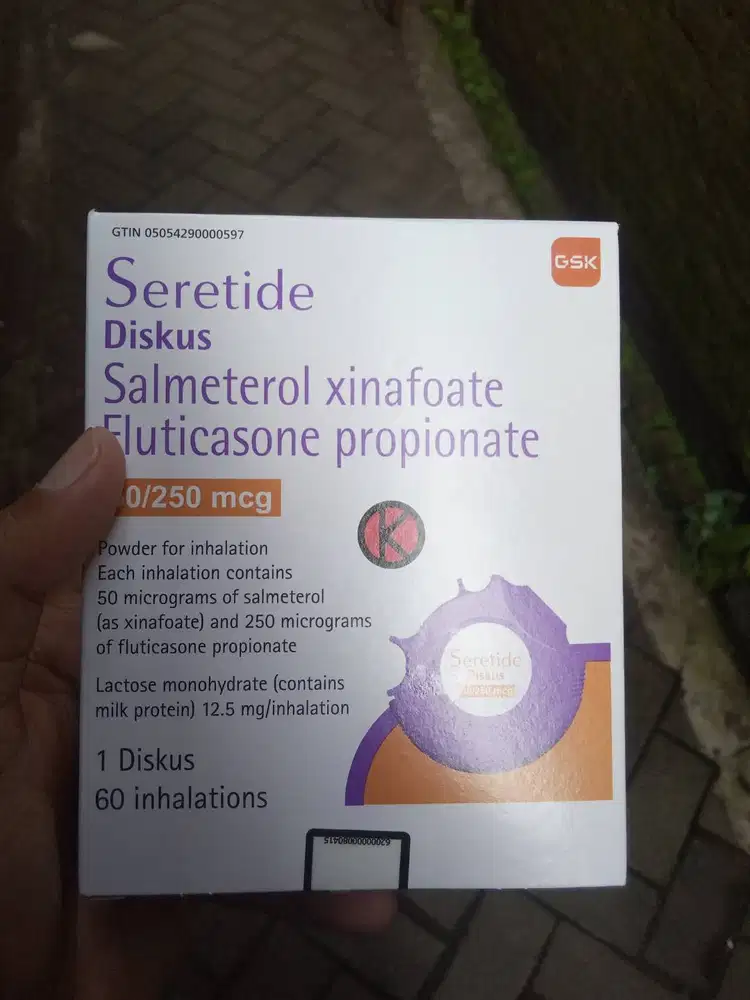 GTIN 05054290000597
GSK
Seretide
Diskus
Salmeterol xinafoate
Fluticasone propionate
0/250 mcg
K
Powder for inhalation
Each inhalation contains
50 micrograms of salmeterol
(as xinafoate) and 250 micrograms
of fluticasone propionate
Lactose monohydrate (contains
milk protein) 12.5 mg/inhalation
1 Diskus
60 inhalations
Seretide
Diskus